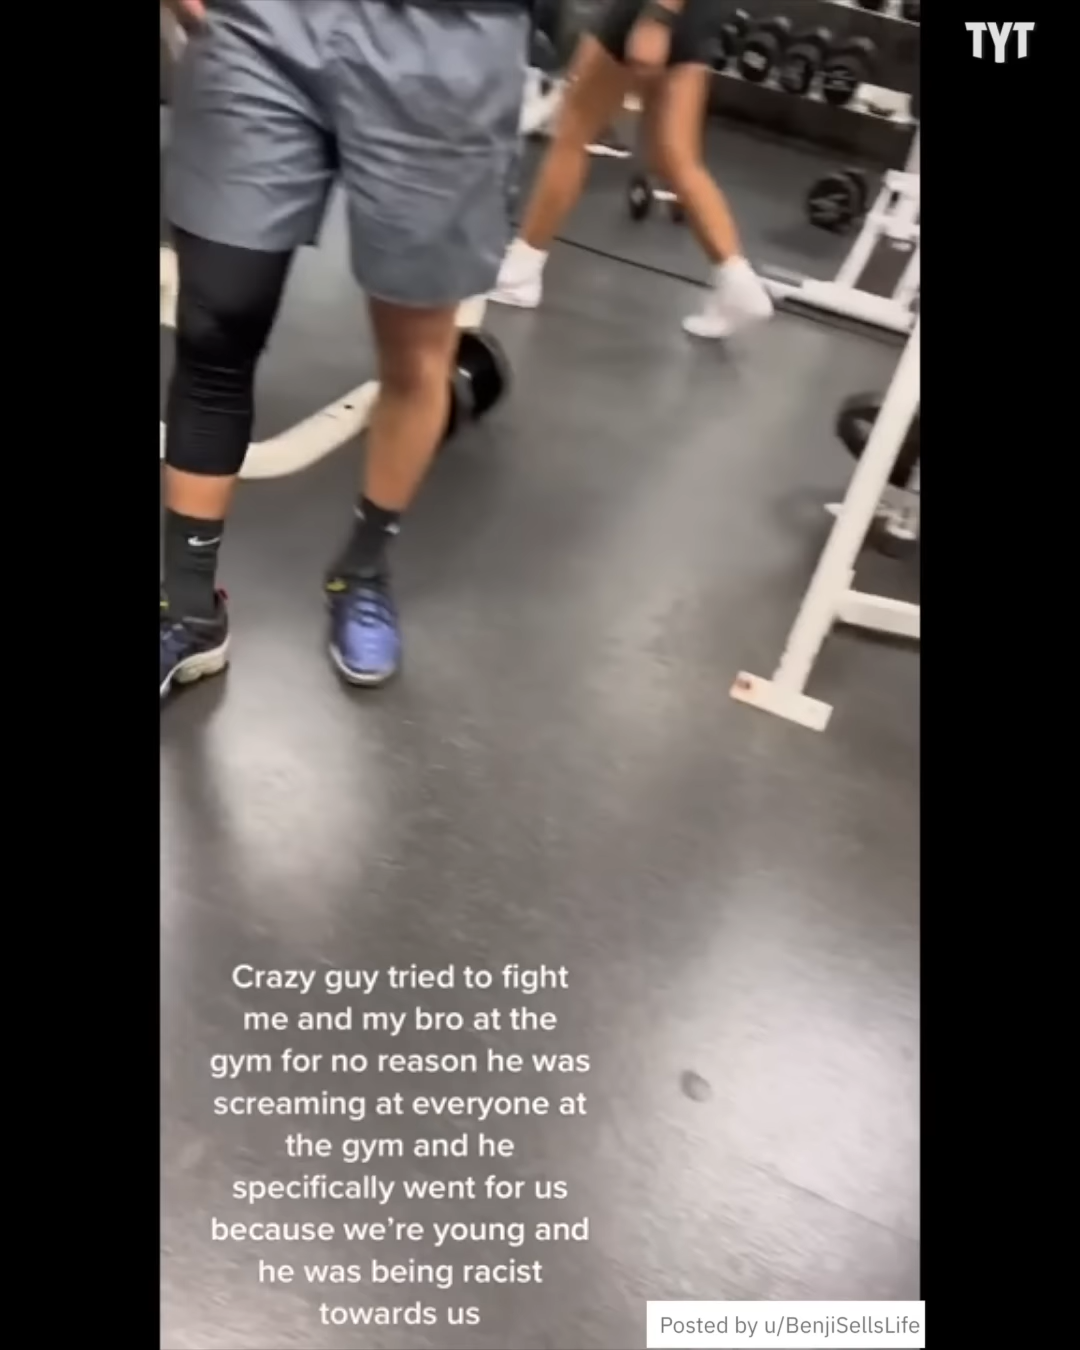 TYT
Crazy guy tried to fight
me and my bro at the
gym for no reason he was
screaming at everyone at
the gym and he
specifically went for us
because we’re young and
he was being racist
towards us
Posted by u/BenjiSellsLife